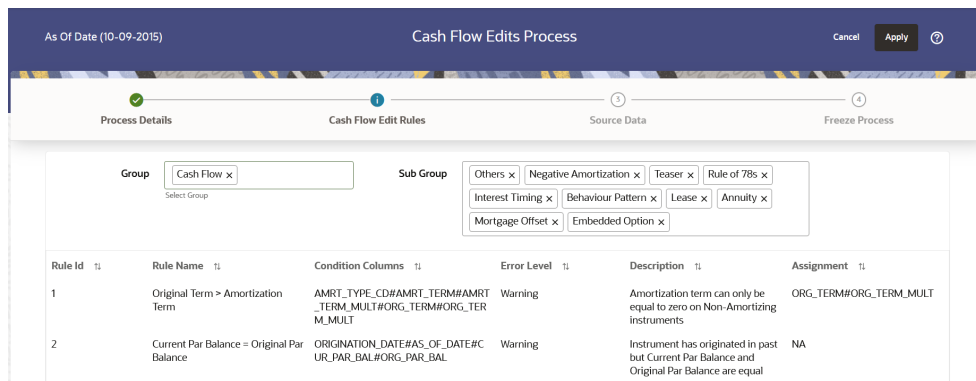 As Of Date (10-09-2015) Cash Flow Edits Process Cancel Apply ?
i 3 4
Process Details Cash Flow Edit Rules Source Data Freeze Process
Group Cash Flow × Sub Group Others × Negative Amortization × Teaser × Rule of 78s ×
Select Group
Interest Timing × Behaviour Pattern × Lease × Annuity ×
Mortgage Offset × Embedded Option ×
Rule Id Rule Name Condition Columns Error Level Description Assignment
1 Original Term > Amortization AMRT_TYPE_CD#AMRT_TERM#AMRT Warning Amortization term can only be ORG_TERM#ORG_TERM_MULT
Term _TERM_MULT#ORG_TERM#ORG_TER equal to zero on Non-Amortizing
M_MULT instruments
2 Current Par Balance = Original Par ORIGINATION_DATE#AS_OF_DATE#C Warning Instrument has originated in past NA
Balance UR_PAR_BAL#ORG_PAR_BAL but Current Par Balance and
Original Par Balance are equal